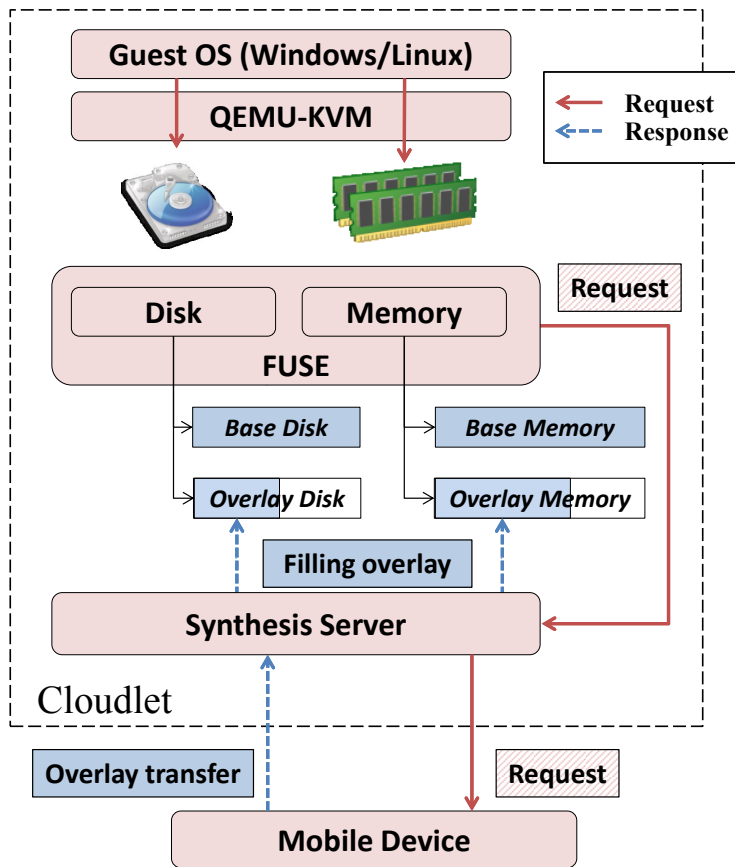 Guest OS (Windows/Linux)
QEMU-KVM
Request
Response
Request
Disk
Memory
FUSE
Base Disk
Base Memory
Overlay Disk
Overlay Memory
Filling overlay
Synthesis Server
Cloudlet
Overlay transfer
Request
Mobile Device